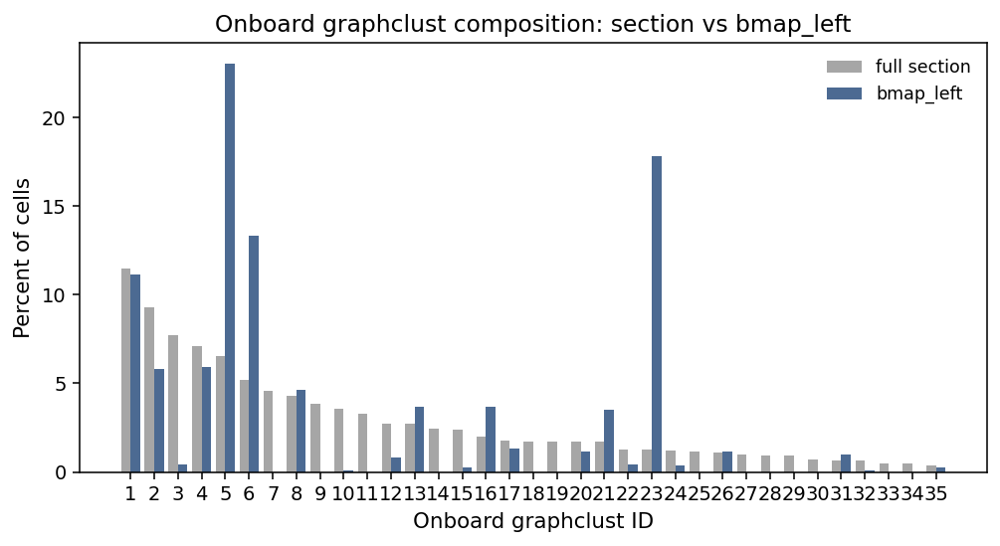 Onboard graphclust composition: section vs bmap_left
full section
bmap_left
Percent of cells
20
15
10
5
0
1 2 3 4 5 6 7 8 9 10 11 12 13 14 15 16 17 18 19 20 21 22 23 24 25 26 27 28 29 30 31 32 33 34 35
Onboard graphclust ID